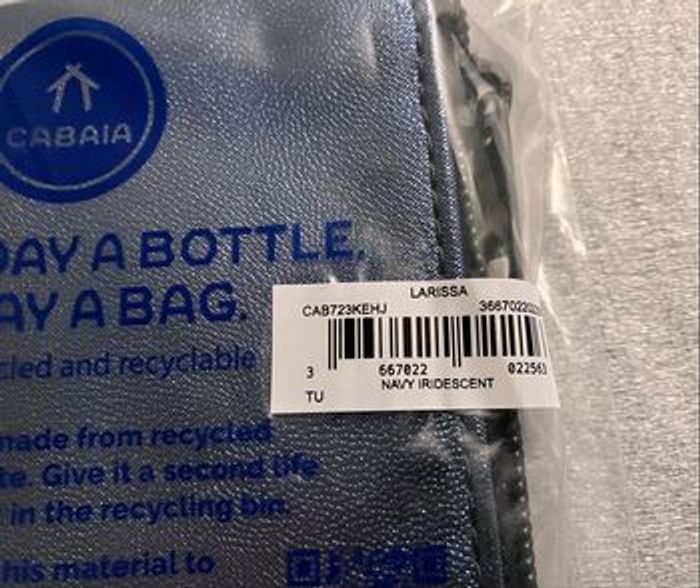 CABAIA
DAY A BOTTLE.
AY A BAG.
cled and recyclable
made from recycled
te. Give it a second life
in the recycling bin.
his material to
LARISSA
CAB723KEHJ
3 667022 022563
NAVY IRIDESCENT
TU